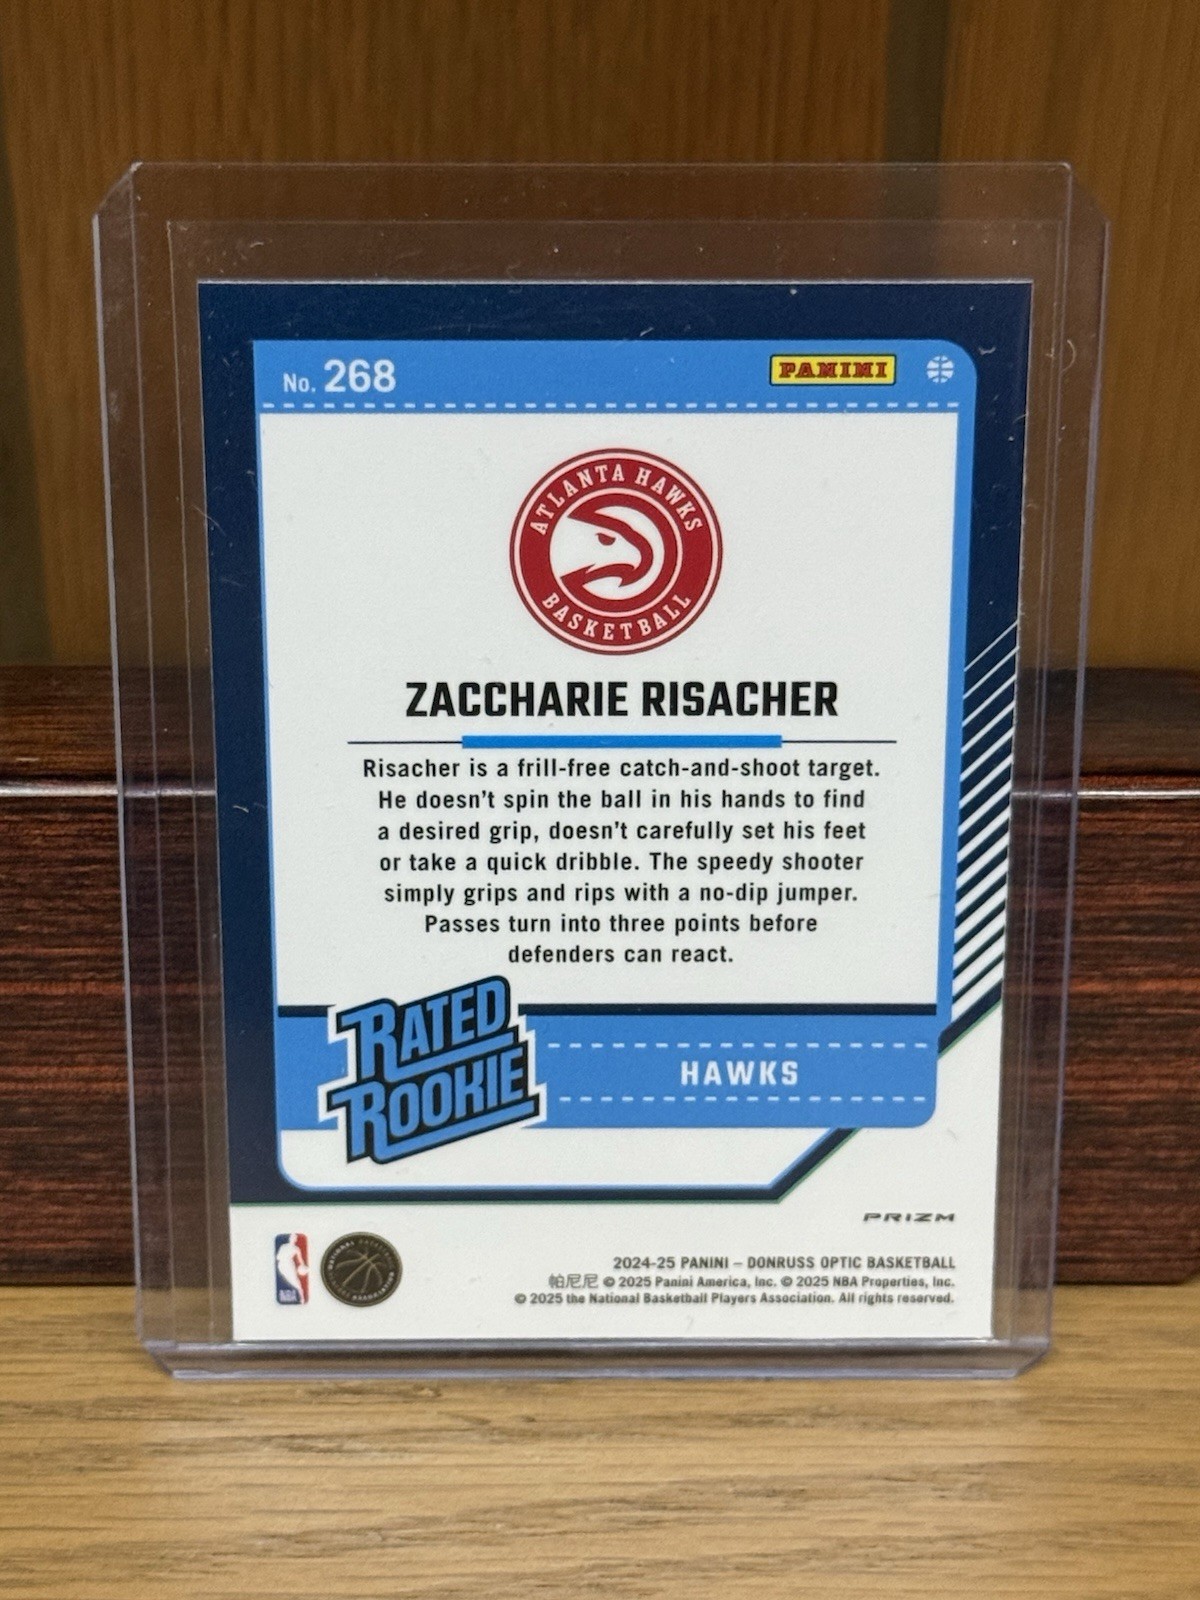 No. 268
PANINI
ATLANTA HAWKS
BASKETBALL
ZACCHARIE RISACHER
Risacher is a frill-free catch-and-shoot target.
He doesn't spin the ball in his hands to find
a desired grip, doesn't carefully set his feet
or take a quick dribble. The speedy shooter
simply grips and rips with a no-dip jumper.
Passes turn into three points before
defenders can react.
RATED
ROOKIE
HAWKS
PRIZM
NBA
2024-25 PANINI – DONRUSS OPTIC BASKETBALL
帕尼尼 © 2025 Panini America, Inc. © 2025 NBA Properties, Inc.
© 2025 the National Basketball Players Association. All rights reserved.